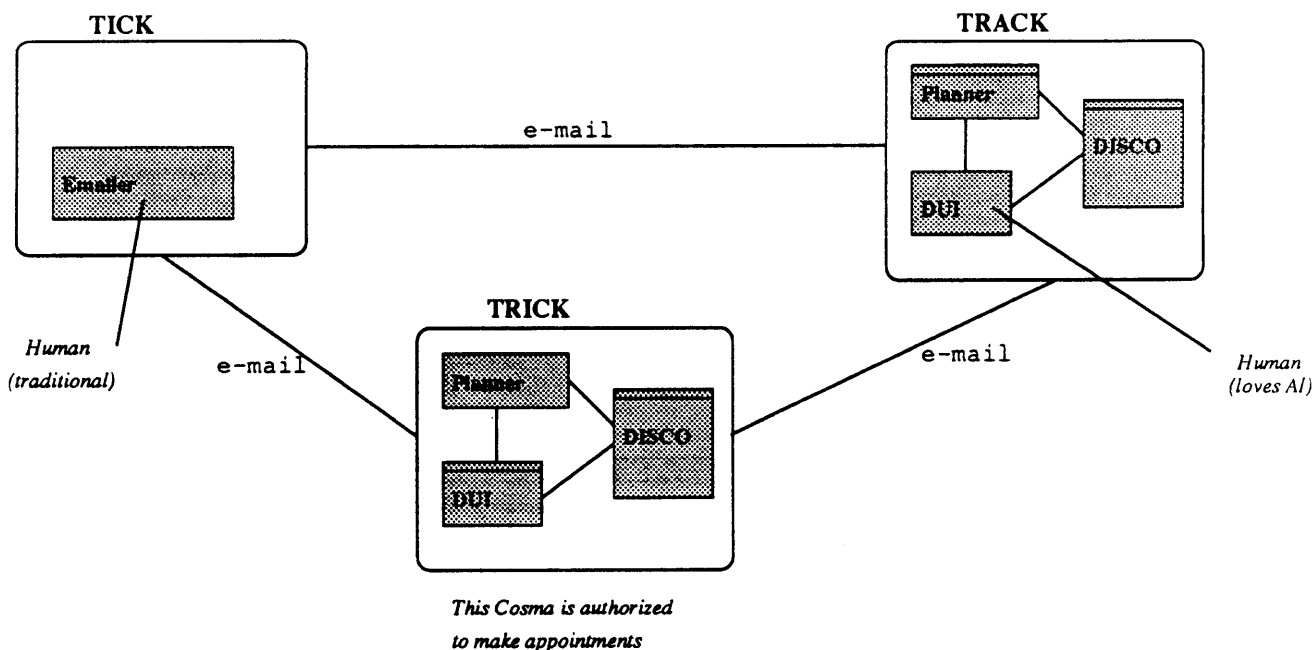 TICK
TRACK
Planner
e-mail
DISCO
Emailer
DUI
TRICK
Human
(traditional)
e-mail
e-mail
Human
(loves AI)
Planner
DISCO
DUI
This Cosma is authorized
to make appointments